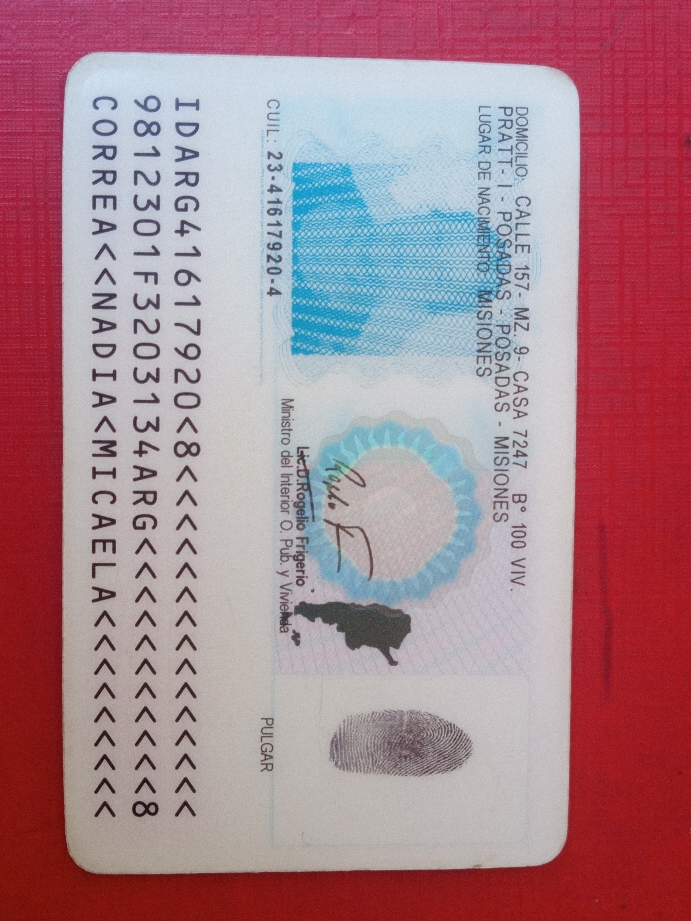 DOMICILIO: CALLE 157- MZ. 9- CASA 7247 B° 100 VIV.
PRATT- I - POSADAS - POSADAS - MISIONES
LUGAR DE NACIMIENTO: MISIONES
CUIL: 23-41617920-4
Lic.D.Rogelio Frigerio
Ministro del Interior O. Pub. y Vivienda
PULGAR
IDARG41617920<8<<<<<<<<<<<<<<<
9812301F3203134ARG<<<<<<<<<<<8
CORREA<<NADIA<MICAELA<<<<<<<<<